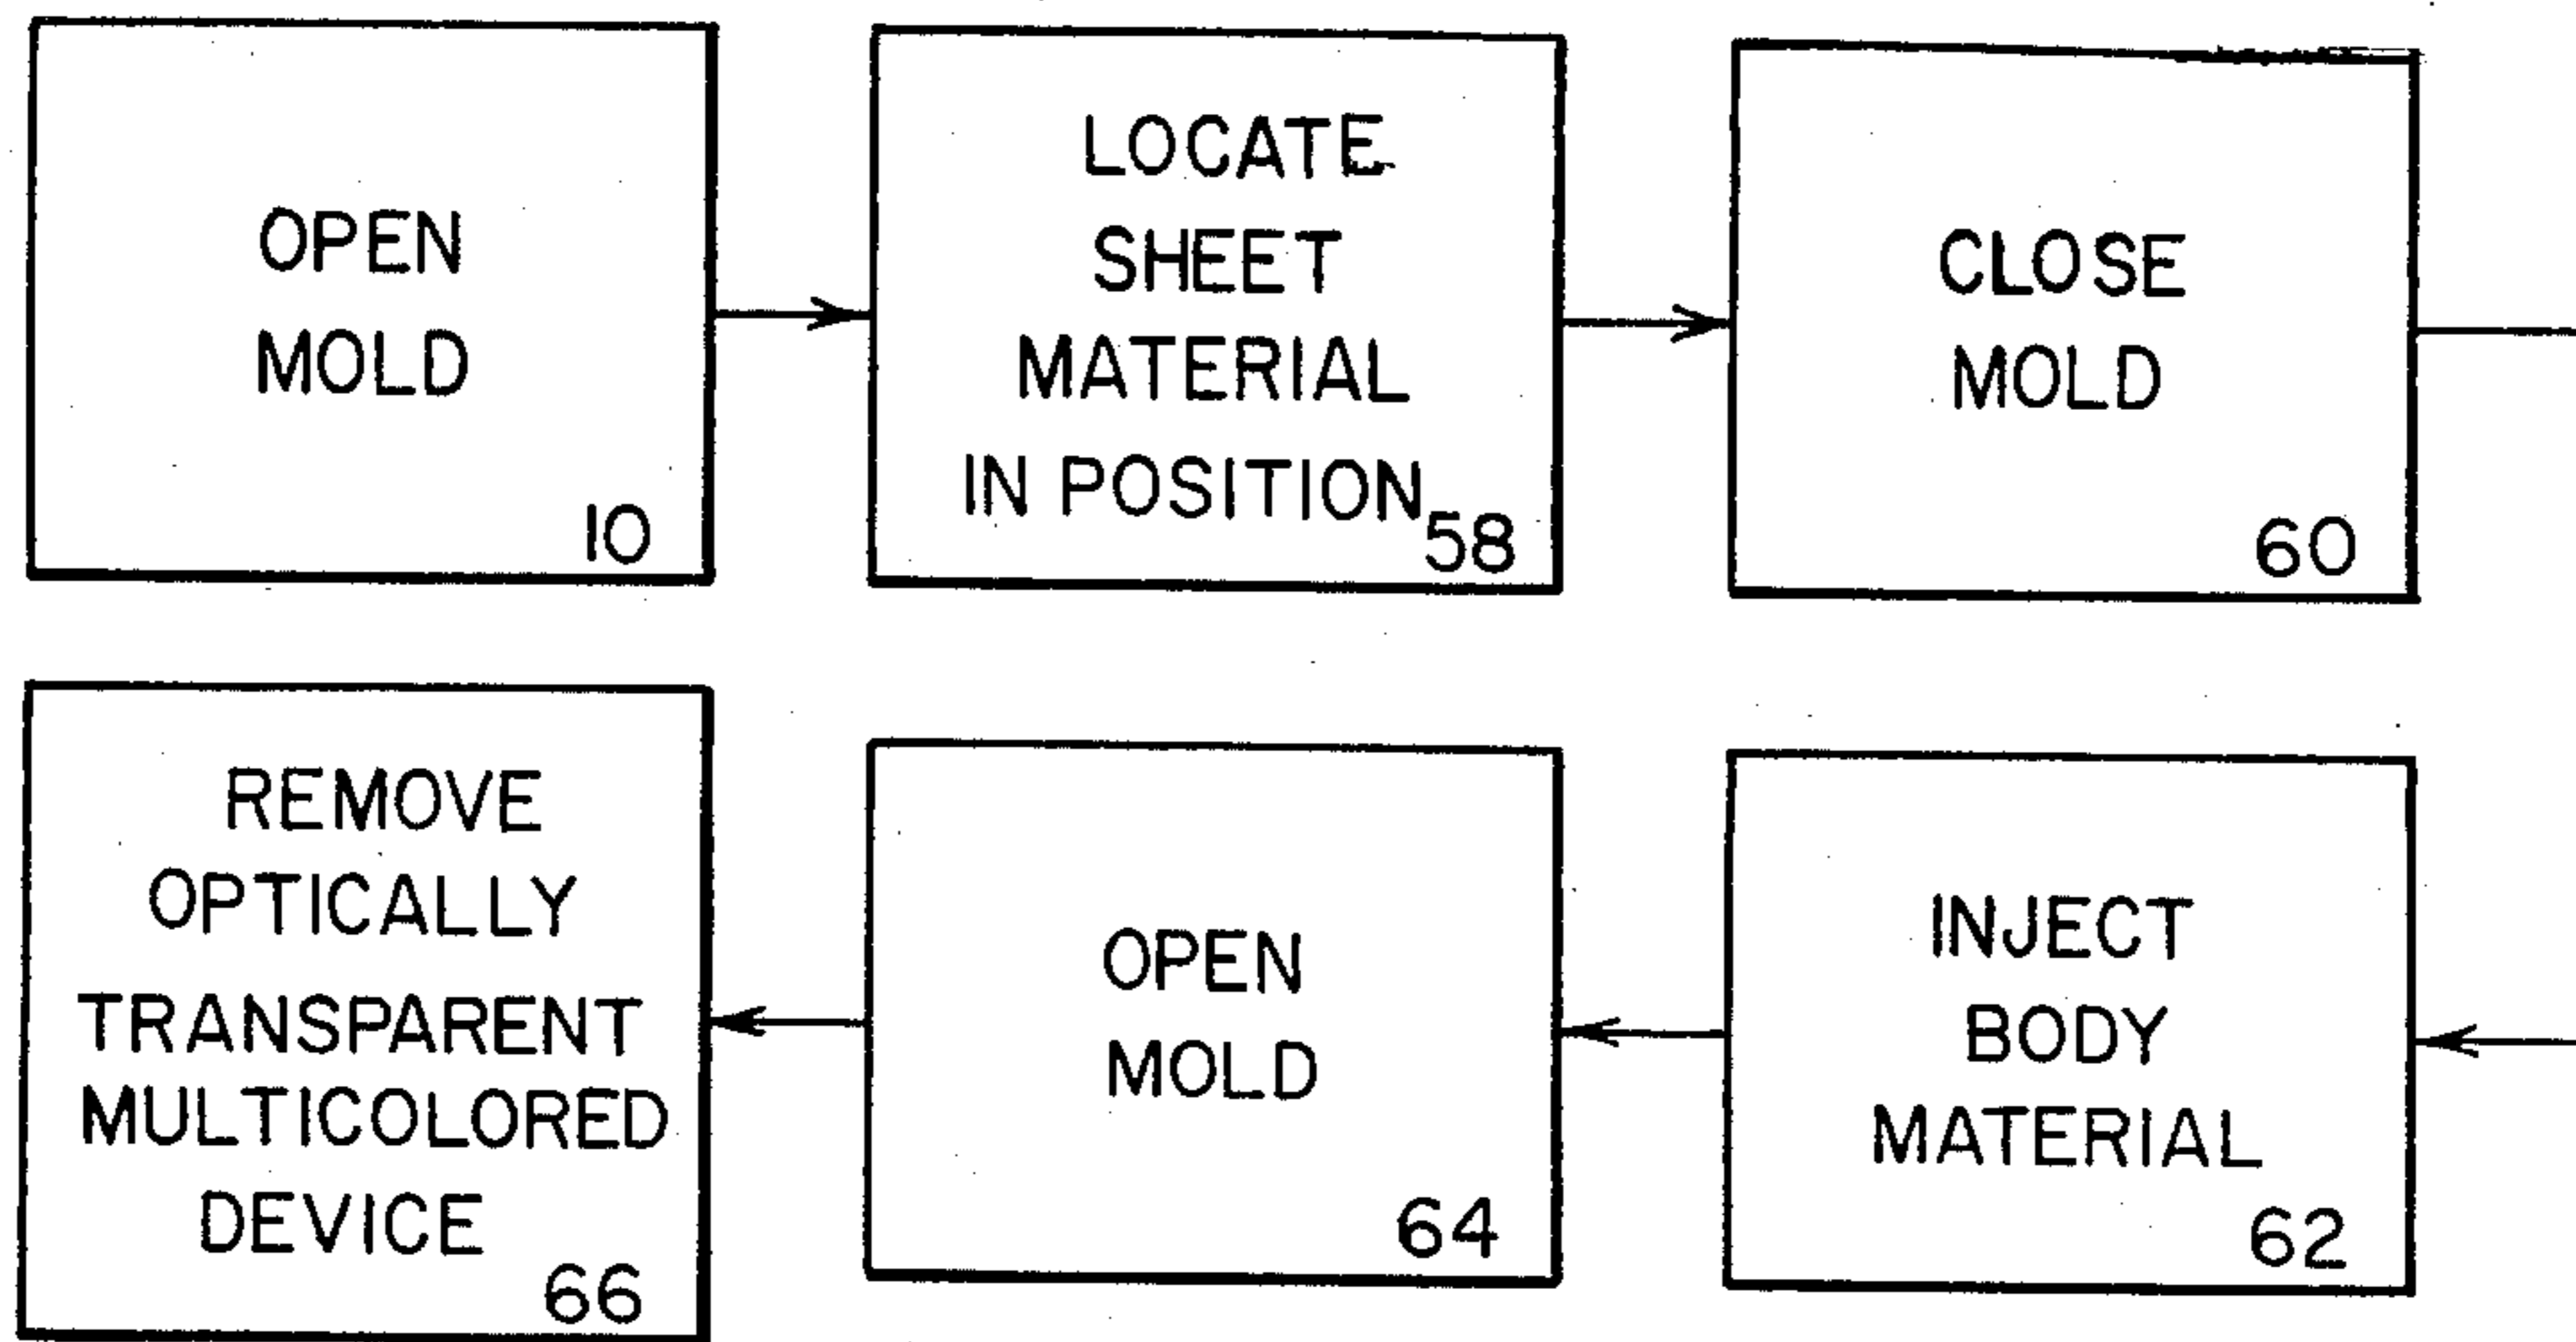 OPEN
MOLD
10
LOCATE
SHEET
MATERIAL
IN POSITION
58
CLOSE
MOLD
60
INJECT
BODY
MATERIAL
62
OPEN
MOLD
64
REMOVE
OPTICALLY
TRANSPARENT
MULTICOLORED
DEVICE
66